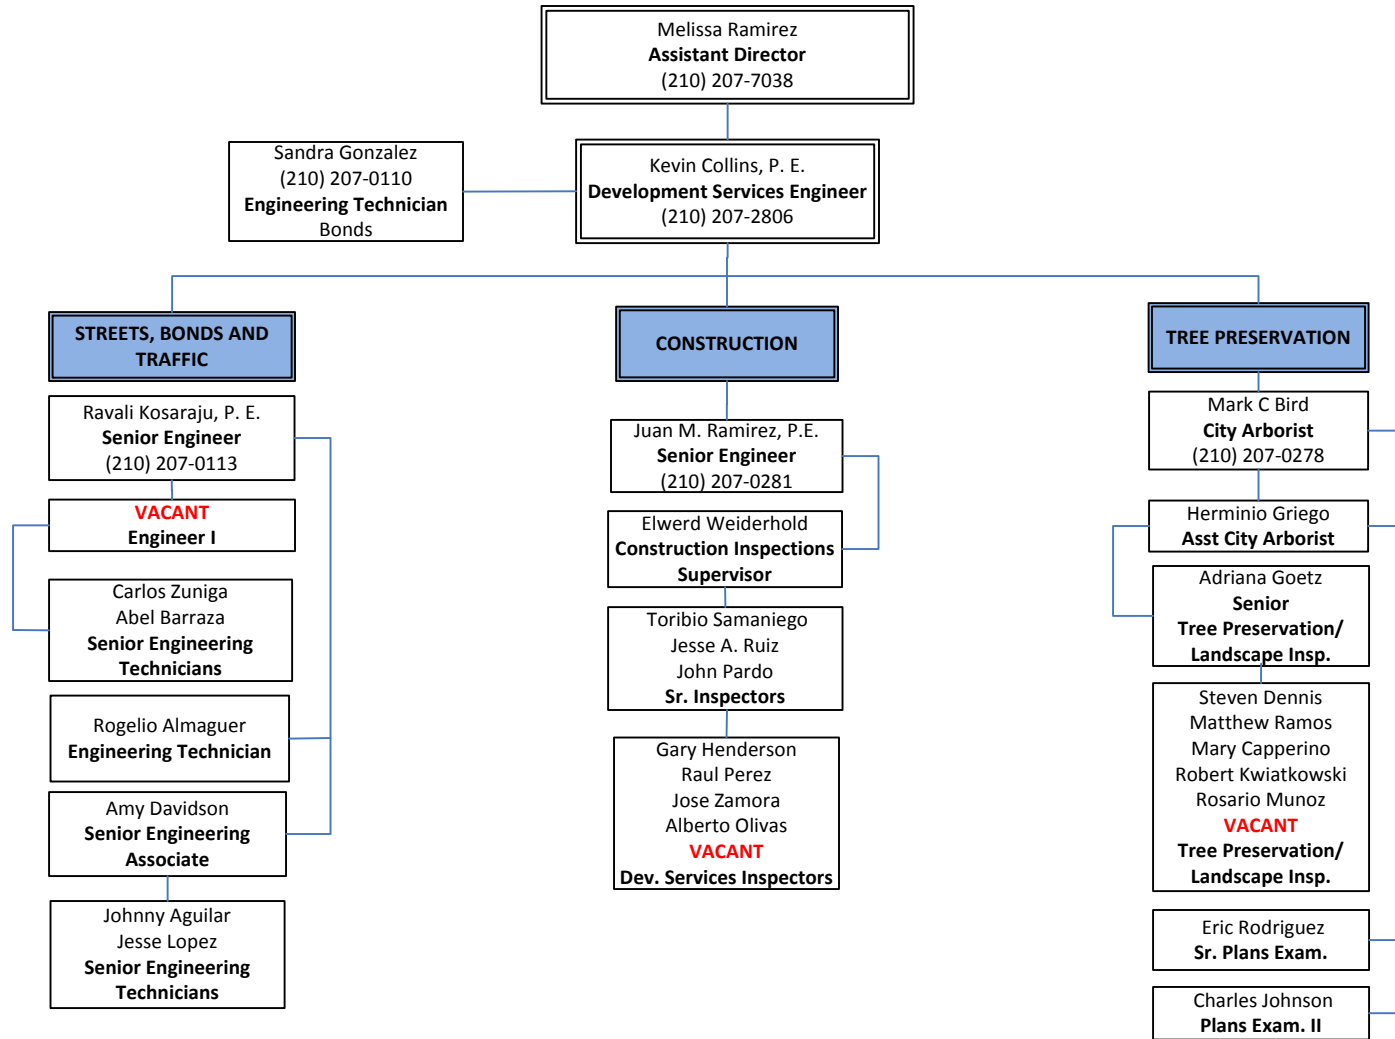 Melissa Ramirez
Assistant Director
(210) 207-7038
Sandra Gonzalez
(210) 207-0110
Engineering Technician
Bonds
Kevin Collins, P. E.
Development Services Engineer
(210) 207-2806
STREETS, BONDS AND
TRAFFIC
Ravali Kosaraju, P. E.
Senior Engineer
(210) 207-0113
VACANT
Engineer I
Carlos Zuniga
Abel Barraza
Senior Engineering
Technicians
Rogelio Almaguer
Engineering Technician
Amy Davidson
Senior Engineering
Associate
Johnny Aguilar
Jesse Lopez
Senior Engineering
Technicians
CONSTRUCTION
Juan M. Ramirez, P.E.
Senior Engineer
(210) 207-0281
Elwerd Weiderhold
Construction Inspections
Supervisor
Toribio Samaniego
Jesse A. Ruiz
John Pardo
Sr. Inspectors
Gary Henderson
Raul Perez
Jose Zamora
Alberto Olivas
VACANT
Dev. Services Inspectors
TREE PRESERVATION
Mark C Bird
City Arborist
(210) 207-0278
Herminio Griego
Asst City Arborist
Adriana Goetz
Senior
Tree Preservation/
Landscape Insp.
Steven Dennis
Matthew Ramos
Mary Capperino
Robert Kwiatkowski
Rosario Munoz
VACANT
Tree Preservation/
Landscape Insp.
Eric Rodriguez
Sr. Plans Exam.
Charles Johnson
Plans Exam. II